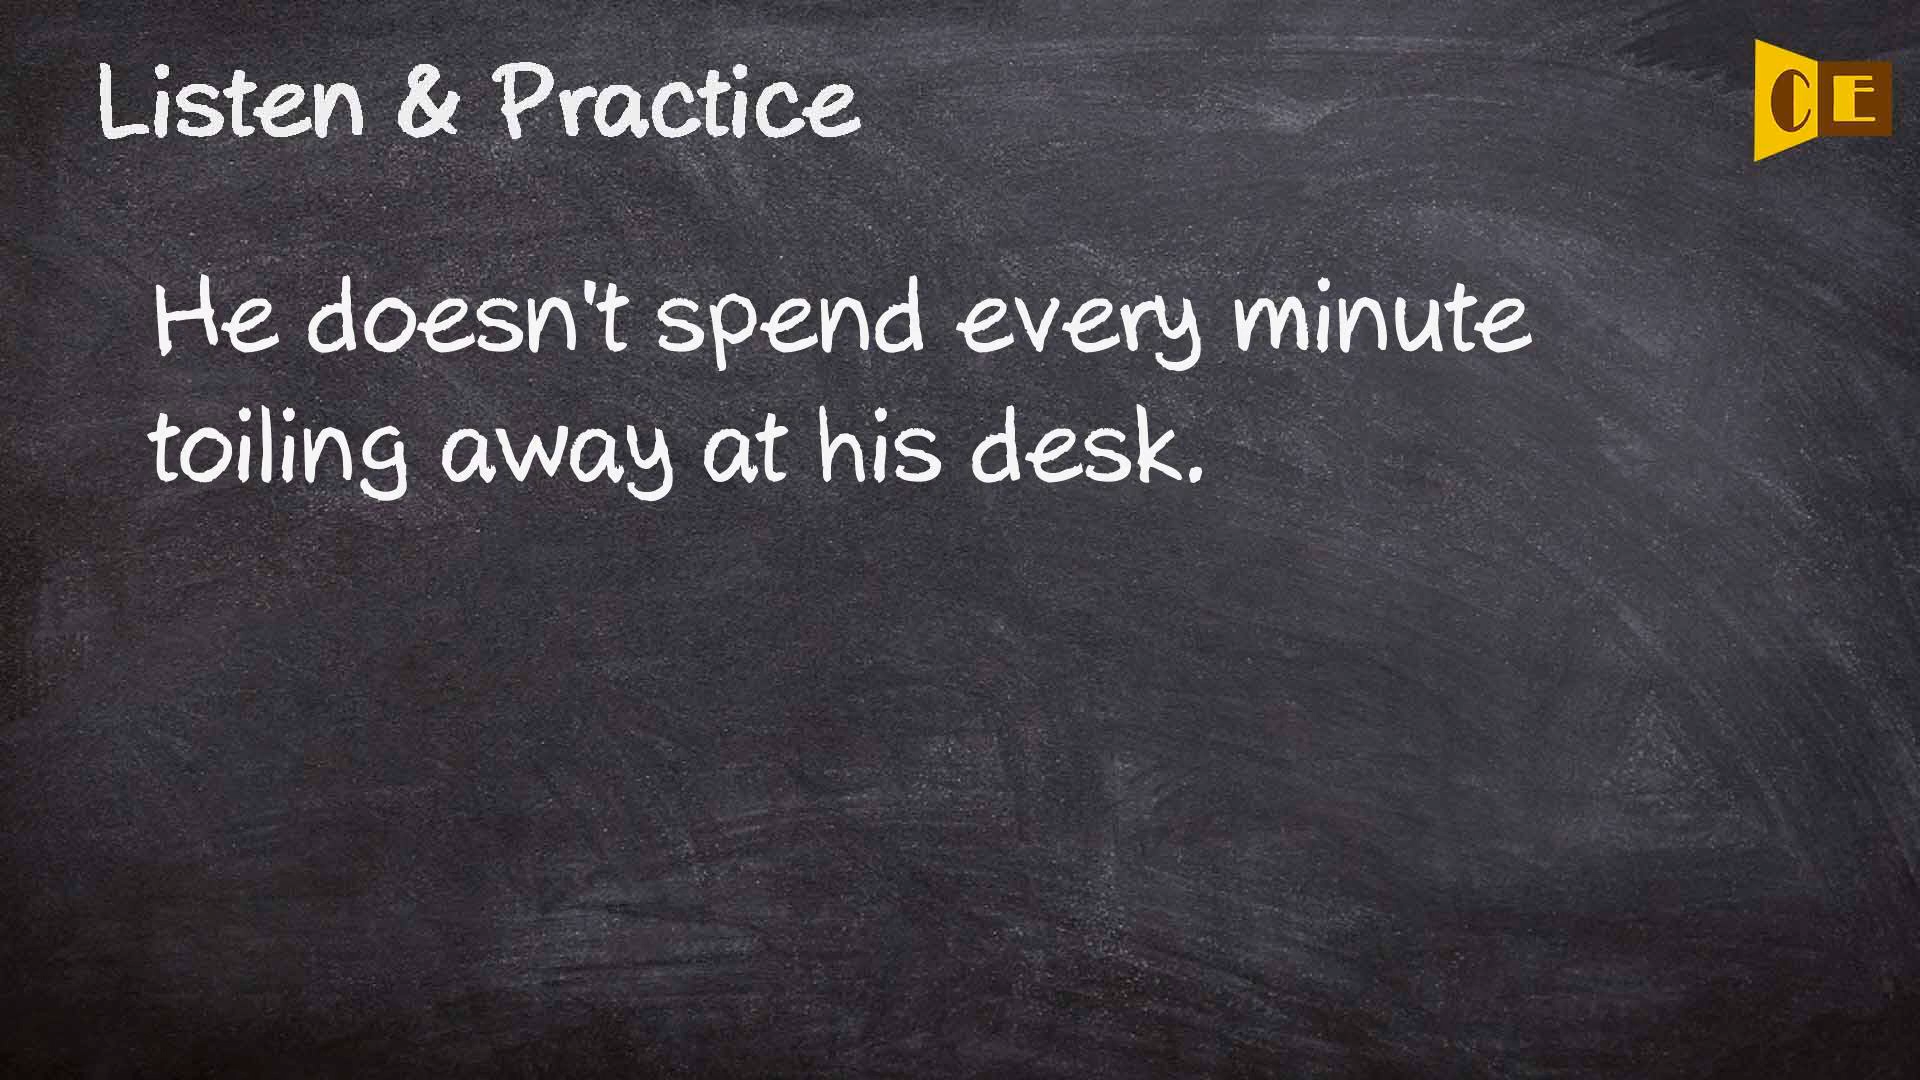 Listen & Practice
CE
He doesn't spend every minute
toiling away at his desk.